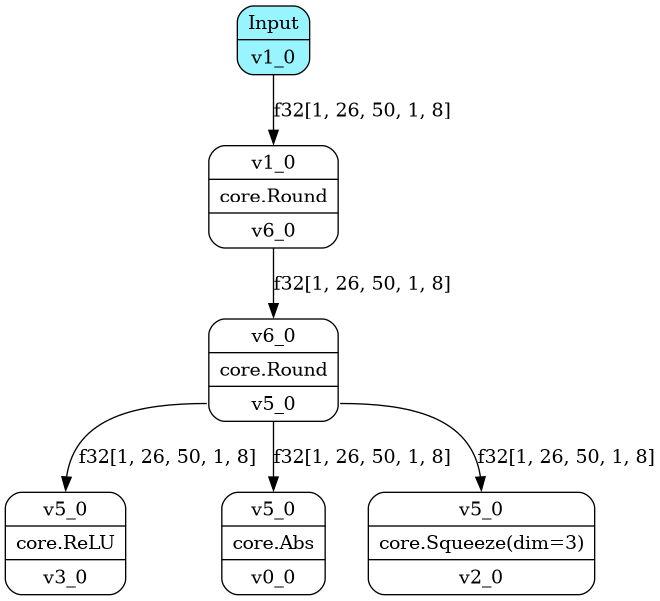 Input
v1_0
f32[1, 26, 50, 1, 8]
v1_0
core.Round
v6_0
f32[1, 26, 50, 1, 8]
v6_0
core.Round
v5_0
f32[1, 26, 50, 1, 8]
f32[1, 26, 50, 1, 8]
f32[1, 26, 50, 1, 8]
v5_0
core.ReLU
v3_0
v5_0
core.Abs
v0_0
v5_0
core.Squeeze(dim=3)
v2_0